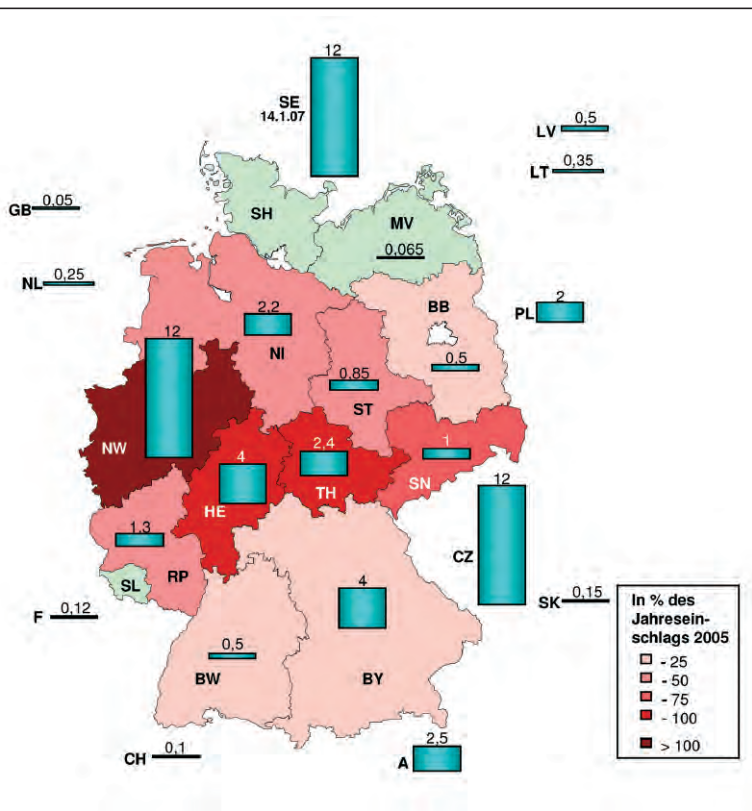 12
SE
14.1.07
0,5
LV
0,35
LT
0,05
GB
SH
MV
0,065
0,25
NL
BB
2
PL
2,2
12
NI
0,5
0,85
ST
NW
4
2,4
1
HE
TH
SN
12
1,3
CZ
SL
RP
4
0,15
SK
0,12
F
0,5
BW
BY
In % des
Jahresein-
schlags 2005
- 25
- 50
- 75
- 100
> 100
0,1
CH
2,5
A